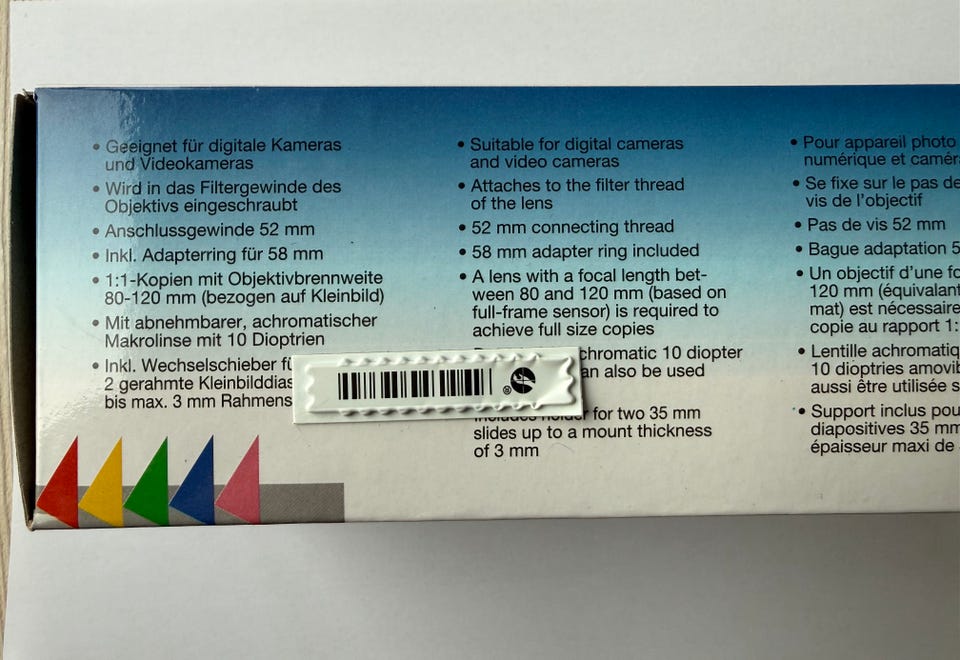 • Geeignet für digitale Kameras
und Videokameras
• Wird in das Filtergewinde des
Objektivs eingeschraubt
• Anschlussgewinde 52 mm
• Inkl. Adapterring für 58 mm
• 1:1-Kopien mit Objektivbrennweite
80-120 mm (bezogen auf Kleinbild)
• Mit abnehmbarer, achromatischer
Makrolinse mit 10 Dioptrien
• Inkl. Wechselschieber
2 gerahmte Kleinbilddias
bis max. 3 mm
• Suitable for digital cameras
and video cameras
• Attaches to the filter thread
of the lens
• 52 mm connecting thread
• 58 mm adapter ring included
• A lens with a focal length bet-
ween 80 and 120 mm (based on
full-frame sensor) is required to
achieve full size copies
chromatic 10 diopter
an also be used
Includes holder for two 35 mm
slides up to a mount thickness
of 3 mm
• Pour appareil photo
numérique et
• Se fixe sur le pas de
vis de l'objectif
• Pas de vis 52 mm
• Bague adaptation
• Un objectif d'une
120 mm (équivalant
mat) est nécessaire
copie au rapport 1:
• Lentille
10 dioptries
aussi être utilisée
• Support inclus
diapositives 35 mm
épaisseur maxi de
®